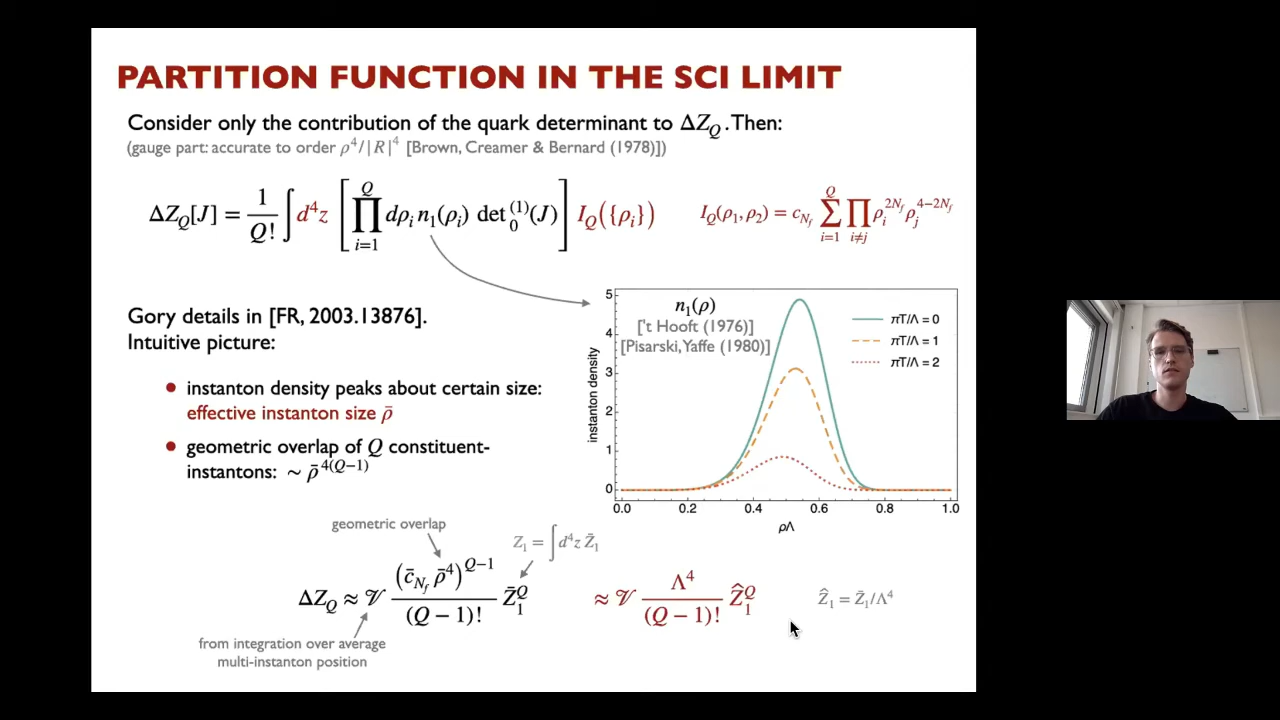 PARTITION FUNCTION IN THE SCI LIMIT
Consider only the contribution of the quark determinant to ΔZ_Q. Then:
(gauge part: accurate to order ρ⁴/|R|⁴ [Brown, Creamer & Bernard (1978)])
ΔZ_Q[J] = 1/Q! ∫ d⁴z [ ∏_{i=1}^{Q} dρ_i n_1(ρ_i) det_0^{(1)}(J) ] I_Q({ρ_i})
I_Q(ρ_1, ρ_2) = c_{N_f} ∑_{i=1}^{Q} ∏_{i≠j} ρ_i^{2N_f} ρ_j^{4−2N_f}
Gory details in [FR, 2003.13876].
Intuitive picture:
• instanton density peaks about certain size:
effective instanton size ρ̄
• geometric overlap of Q constituent-
instantons: ~ ρ̄^{4(Q−1)}
n_1(ρ)
['t Hooft (1976)]
[Pisarski, Yaffe (1980)]
πT/Λ = 0
πT/Λ = 1
πT/Λ = 2
instanton density
5
4
3
2
1
0
0.0 0.2 0.4 0.6 0.8 1.0
ρΛ
geometric overlap
Z_1 = ∫ d⁴z Z̄_1
ΔZ_Q ≈ 𝒱 (c̄_{N_f} ρ̄⁴)^{Q−1} / (Q − 1)! Z̄_1^Q
≈ 𝒱 Λ⁴ / (Q − 1)! Ẑ_1^Q
Ẑ_1 = Z̄_1/Λ⁴
from integration over average
multi-instanton position